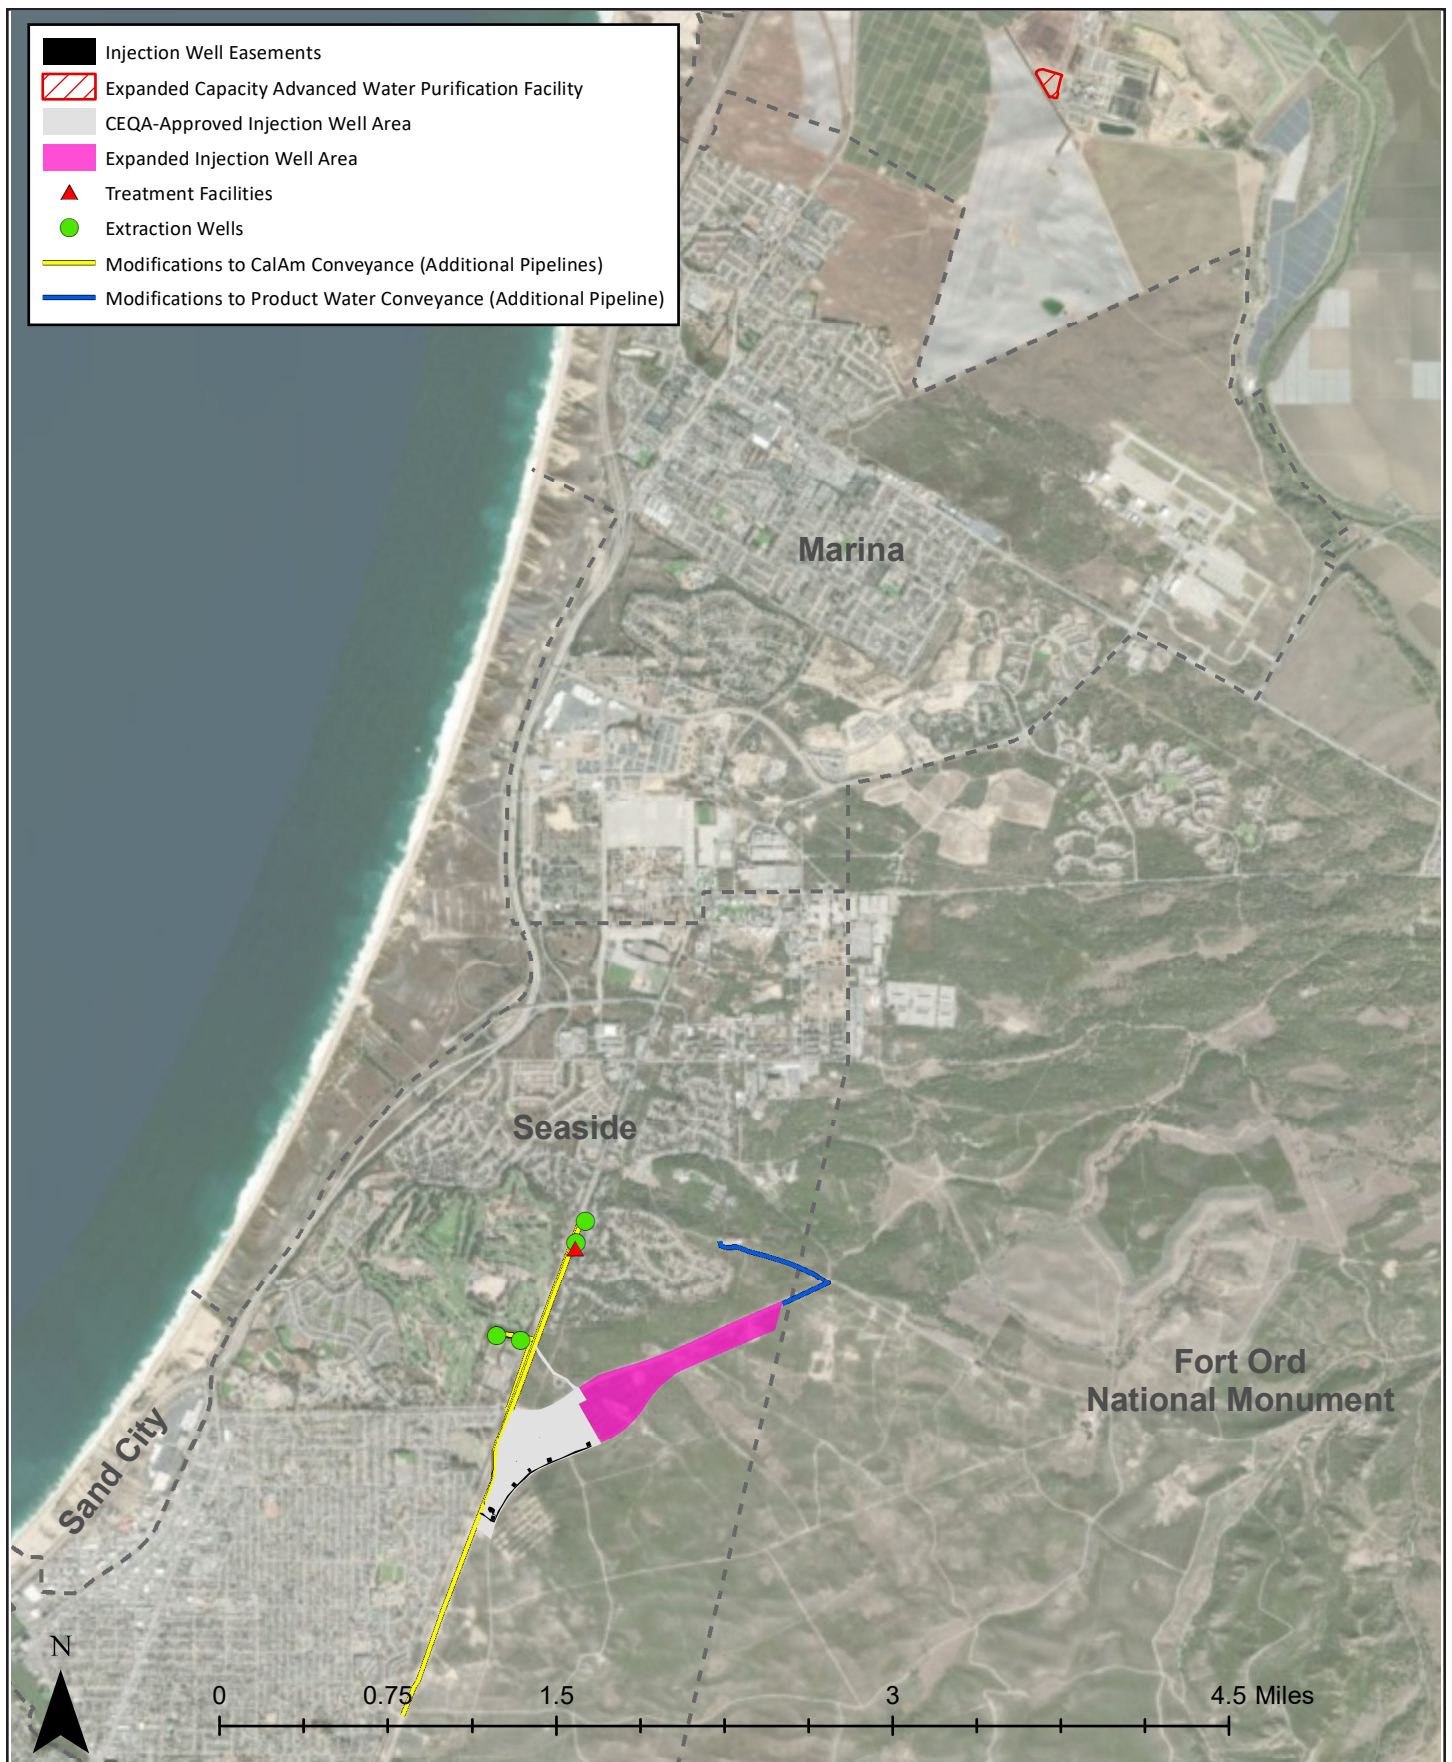 Injection Well Easements
Expanded Capacity Advanced Water Purification Facility
CEQA-Approved Injection Well Area
Expanded Injection Well Area
Treatment Facilities
Extraction Wells
Modifications to CalAm Conveyance (Additional Pipelines)
Modifications to Product Water Conveyance (Additional Pipeline)
Marina
Seaside
Fort Ord
National Monument
Sand City
N
0 0.75 1.5 3 4.5 Miles